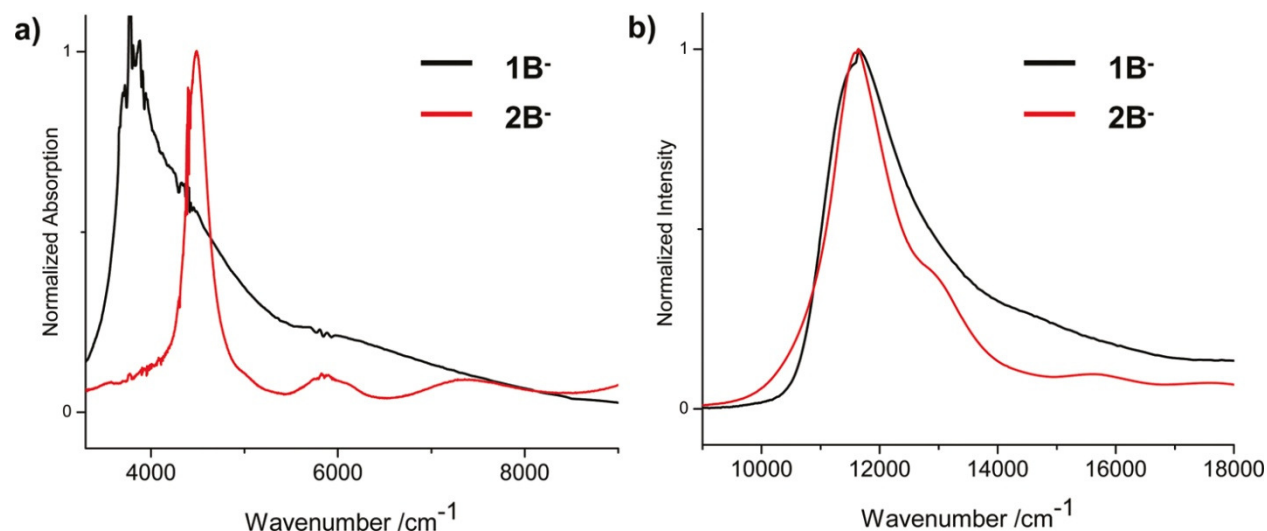 a)
1B-
2B-
Normalized Absorption
1
0
4000 6000 8000
Wavenumber /cm-1
b)
1B-
2B-
Normalized Intensity
1
0
10000 12000 14000 16000 18000
Wavenumber /cm-1